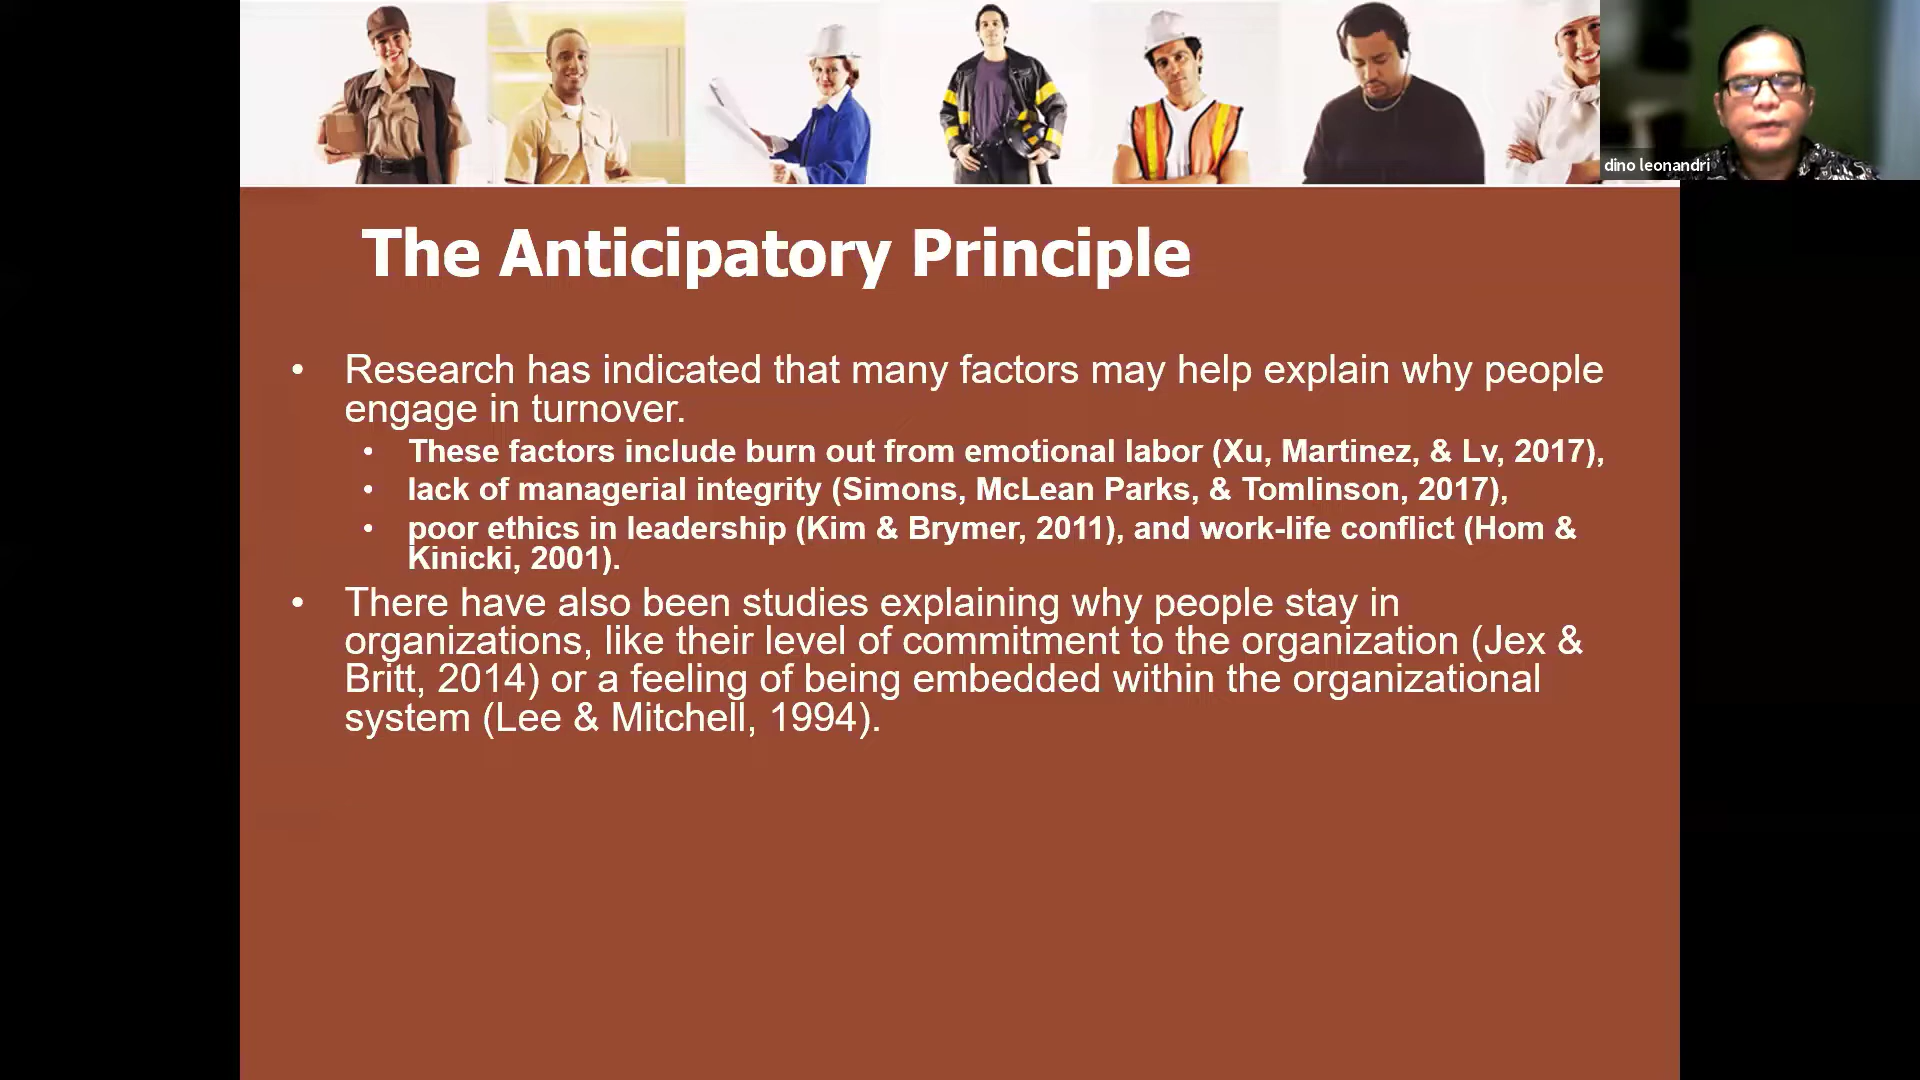 dino leonandri
The Anticipatory Principle
• Research has indicated that many factors may help explain why people
engage in turnover.
• These factors include burn out from emotional labor (Xu, Martinez, & Lv, 2017),
• lack of managerial integrity (Simons, McLean Parks, & Tomlinson, 2017),
• poor ethics in leadership (Kim & Brymer, 2011), and work-life conflict (Hom &
Kinicki, 2001).
• There have also been studies explaining why people stay in
organizations, like their level of commitment to the organization (Jex &
Britt, 2014) or a feeling of being embedded within the organizational
system (Lee & Mitchell, 1994).